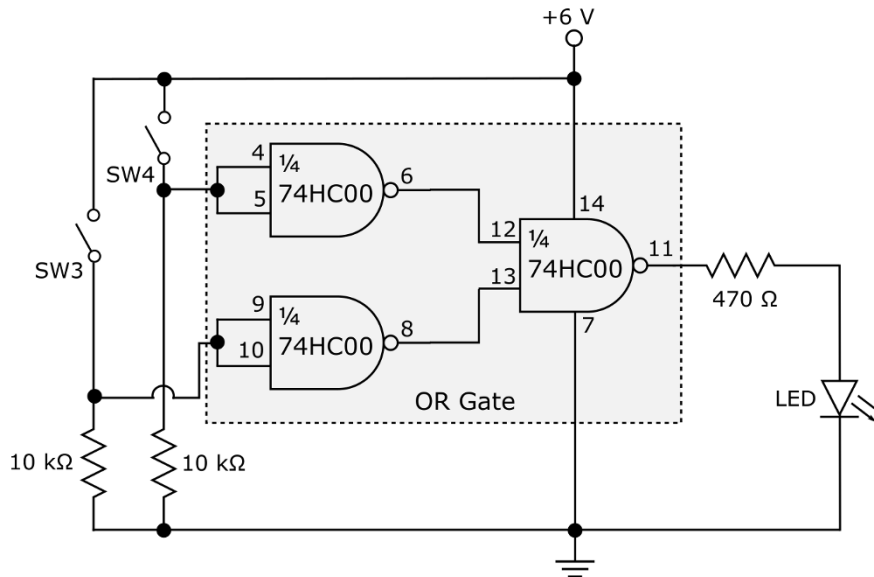 +6 V
SW4
SW3
4
5
¼
74HC00
6
9
10
¼
74HC00
8
12
13
¼
74HC00
14
7
11
470 Ω
OR Gate
LED
10 kΩ
10 kΩ